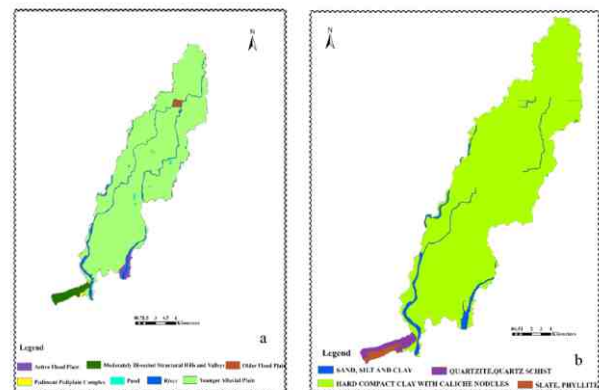 N
N
a
Legend
Active Flood Plain
Moderately Dissected Structural Hills and Valleys
Older Flood Plain
Pediment Pediplain Complex
Pond
River
Younger Alluvial Plain
Kilometers
b
Legend
SAND, SILT AND CLAY
QUARTZITE,QUARTZ SCHIST
HARD COMPACT CLAY WITH CALICHE NODULES
SLATE, PHYLLITE